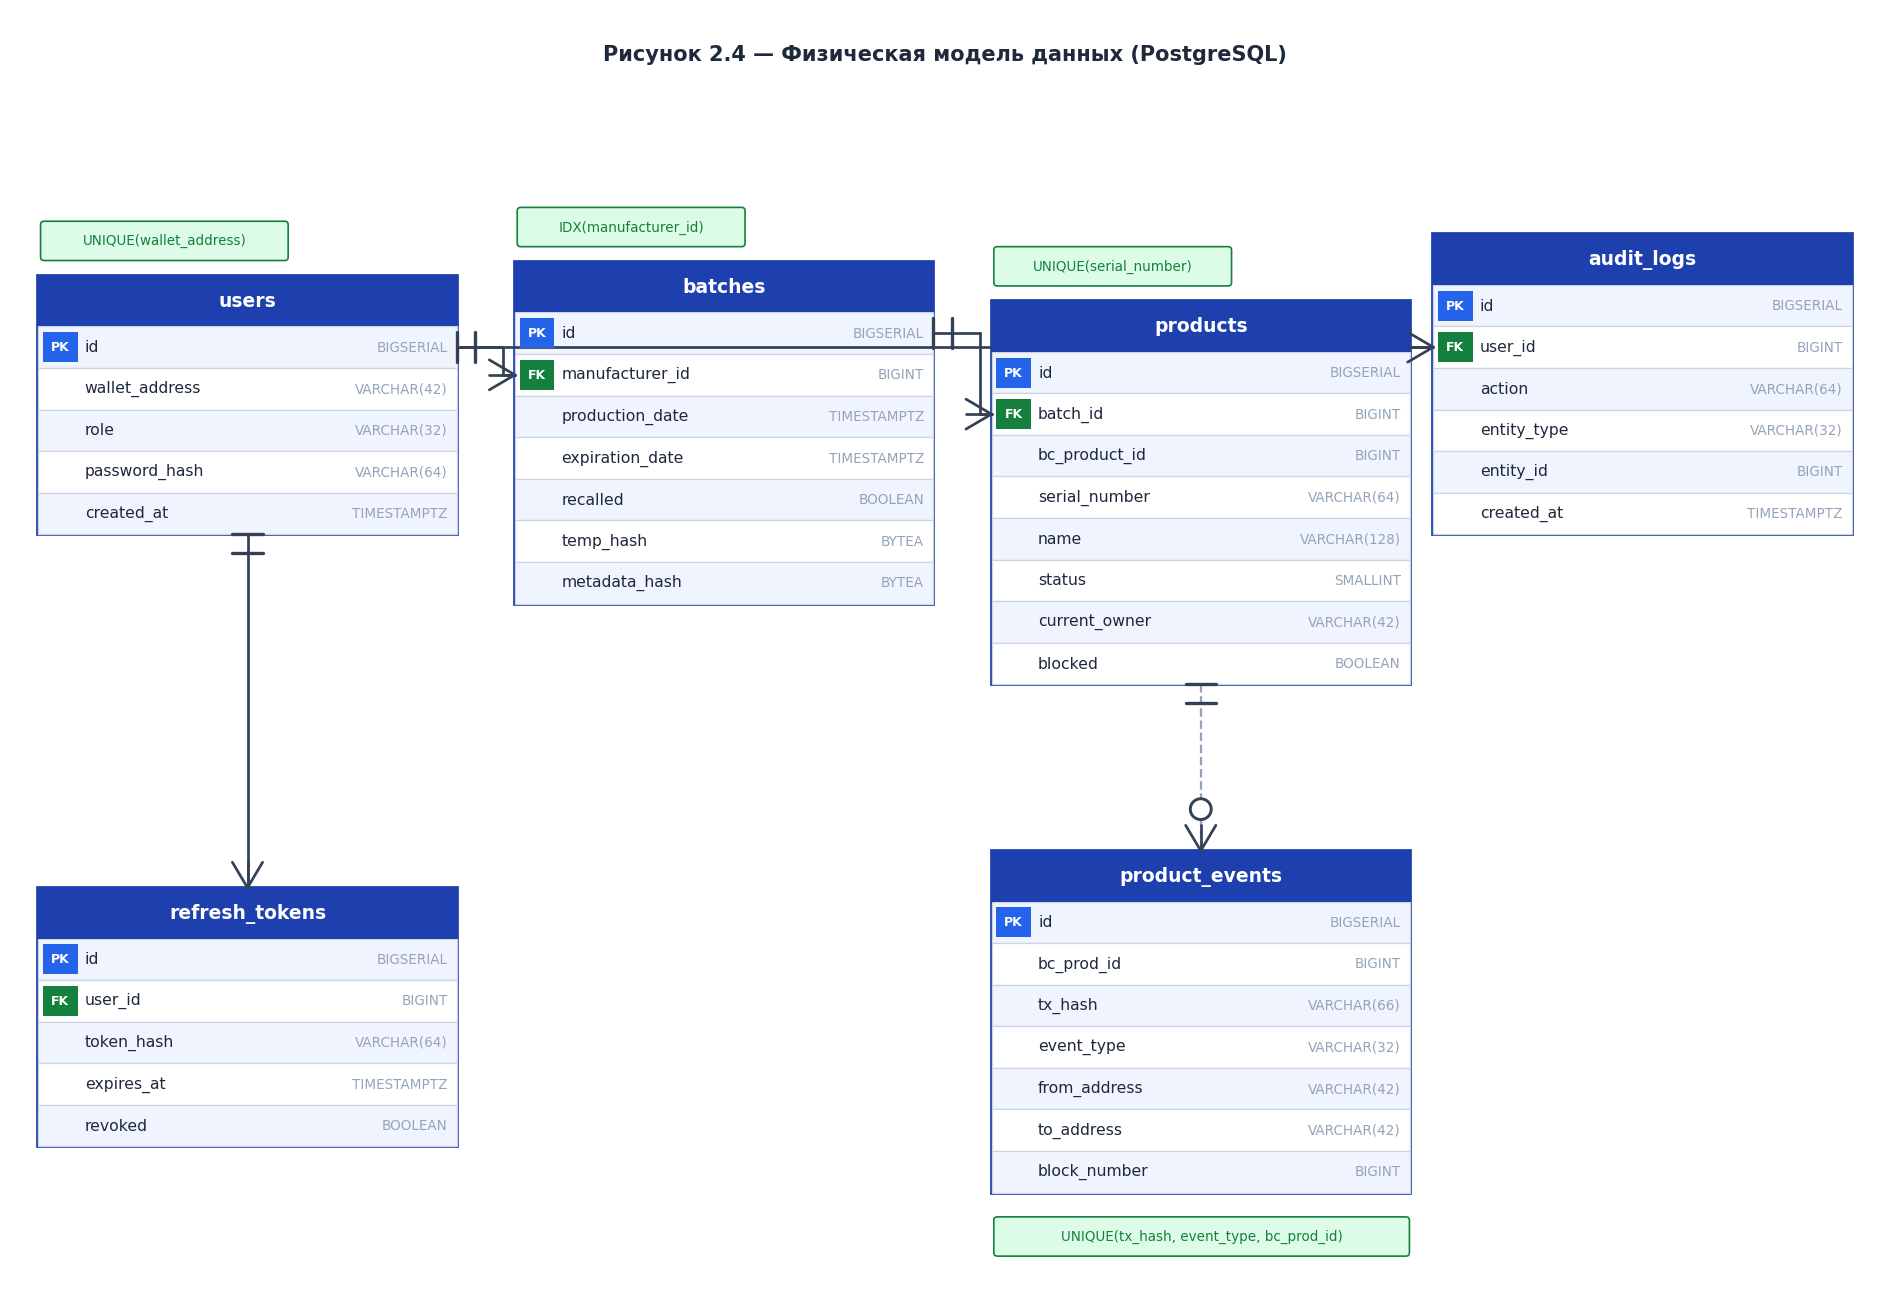 Рисунок 2.4 — Физическая модель данных (PostgreSQL)
UNIQUE(wallet_address)
users
PK id BIGSERIAL
wallet_address VARCHAR(42)
role VARCHAR(32)
password_hash VARCHAR(64)
created_at TIMESTAMPTZ
IDX(manufacturer_id)
batches
PK id BIGSERIAL
FK manufacturer_id BIGINT
production_date TIMESTAMPTZ
expiration_date TIMESTAMPTZ
recalled BOOLEAN
temp_hash BYTEA
metadata_hash BYTEA
UNIQUE(serial_number)
products
PK id BIGSERIAL
FK batch_id BIGINT
bc_product_id BIGINT
serial_number VARCHAR(64)
name VARCHAR(128)
status SMALLINT
current_owner VARCHAR(42)
blocked BOOLEAN
audit_logs
PK id BIGSERIAL
FK user_id BIGINT
action VARCHAR(64)
entity_type VARCHAR(32)
entity_id BIGINT
created_at TIMESTAMPTZ
refresh_tokens
PK id BIGSERIAL
FK user_id BIGINT
token_hash VARCHAR(64)
expires_at TIMESTAMPTZ
revoked BOOLEAN
product_events
PK id BIGSERIAL
bc_prod_id BIGINT
tx_hash VARCHAR(66)
event_type VARCHAR(32)
from_address VARCHAR(42)
to_address VARCHAR(42)
block_number BIGINT
UNIQUE(tx_hash, event_type, bc_prod_id)